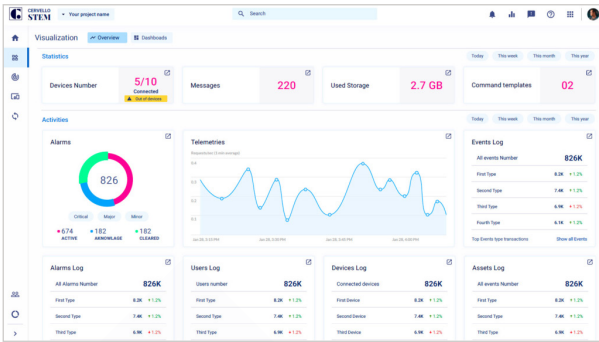 CERVELLO
STEM
Your project name
Search
Visualization
Overview
Dashboards
Statistics
Today This week This month This year
Devices Number
5/10
Connected
Out of devices
Messages
220
Used Storage
2.7 GB
Command templates
02
Activities
Today This week This month This year
Alarms
826
Critical Major Minor
674 182 182
ACTIVE AKNOWLAGE CLEARED
Telemetries
0.4
0.3
0.2
0.1
Events Log
All events Number 826K
First Type 8.2K 1.2%
Second Type 7.4K 1.2%
Third Type 6.9K 1.2%
Fourth Type 6.1K 1.2%
Top Events type transactions Show all Events
Alarms Log
All Alarms Number 826K
First Type 8.2K 1.2%
Second Type 7.4K 1.2%
Third Type 6.9K 1.2%
Users Log
Users number 826K
First Type 8.2K 1.2%
Second Type 7.4K 1.2%
Third Type 6.9K 1.2%
Devices Log
Connected devices 826K
First Device 8.2K 1.2%
Second Device 7.4K 1.2%
Third Device 6.9K 1.2%
Assets Log
All events Number 826K
First Type 8.2K 1.2%
Second Type 7.4K 1.2%
Third Type 6.9K 1.2%